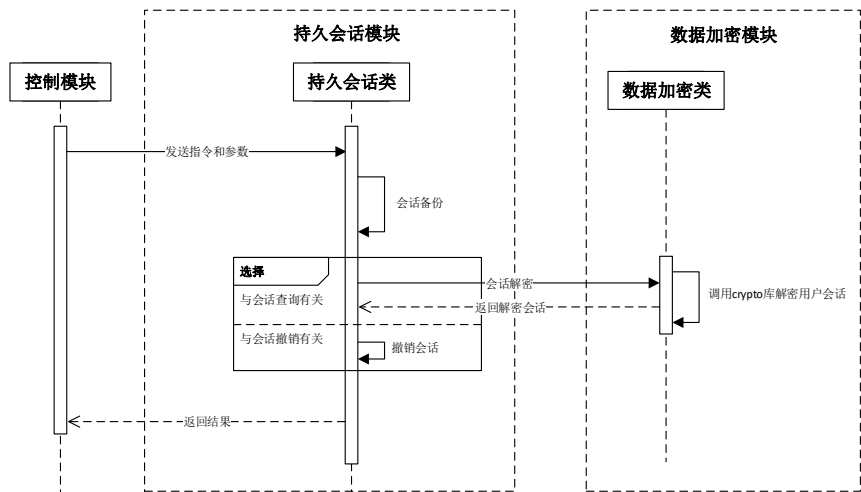 持久会话模块
数据加密模块
控制模块
持久会话类
数据加密类
发送指令和参数
会话备份
选择
会话解密
与会话查询有关
调用crypto库解密用户会话
返回解密会话
与会话撤销有关
撤销会话
返回结果